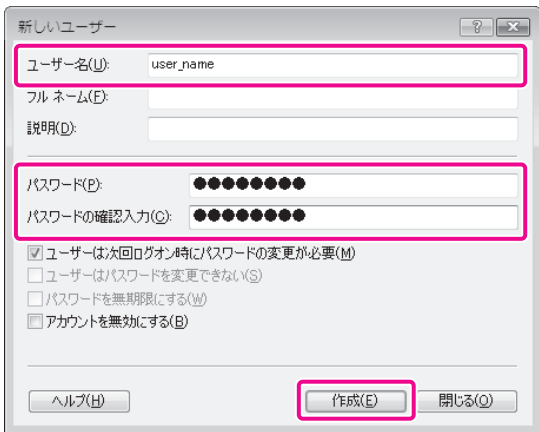 新しいユーザー
ユーザー名(U): user_name
フル ネーム(F):
説明(D):
パスワード(P): ●●●●●●●●
パスワードの確認入力(C): ●●●●●●●●
ユーザーは次回ログオン時にパスワードの変更が必要(M)
ユーザーはパスワードを変更できない(S)
パスワードを無期限にする(W)
アカウントを無効にする(B)
ヘルプ(H) 作成(E) 閉じる(O)